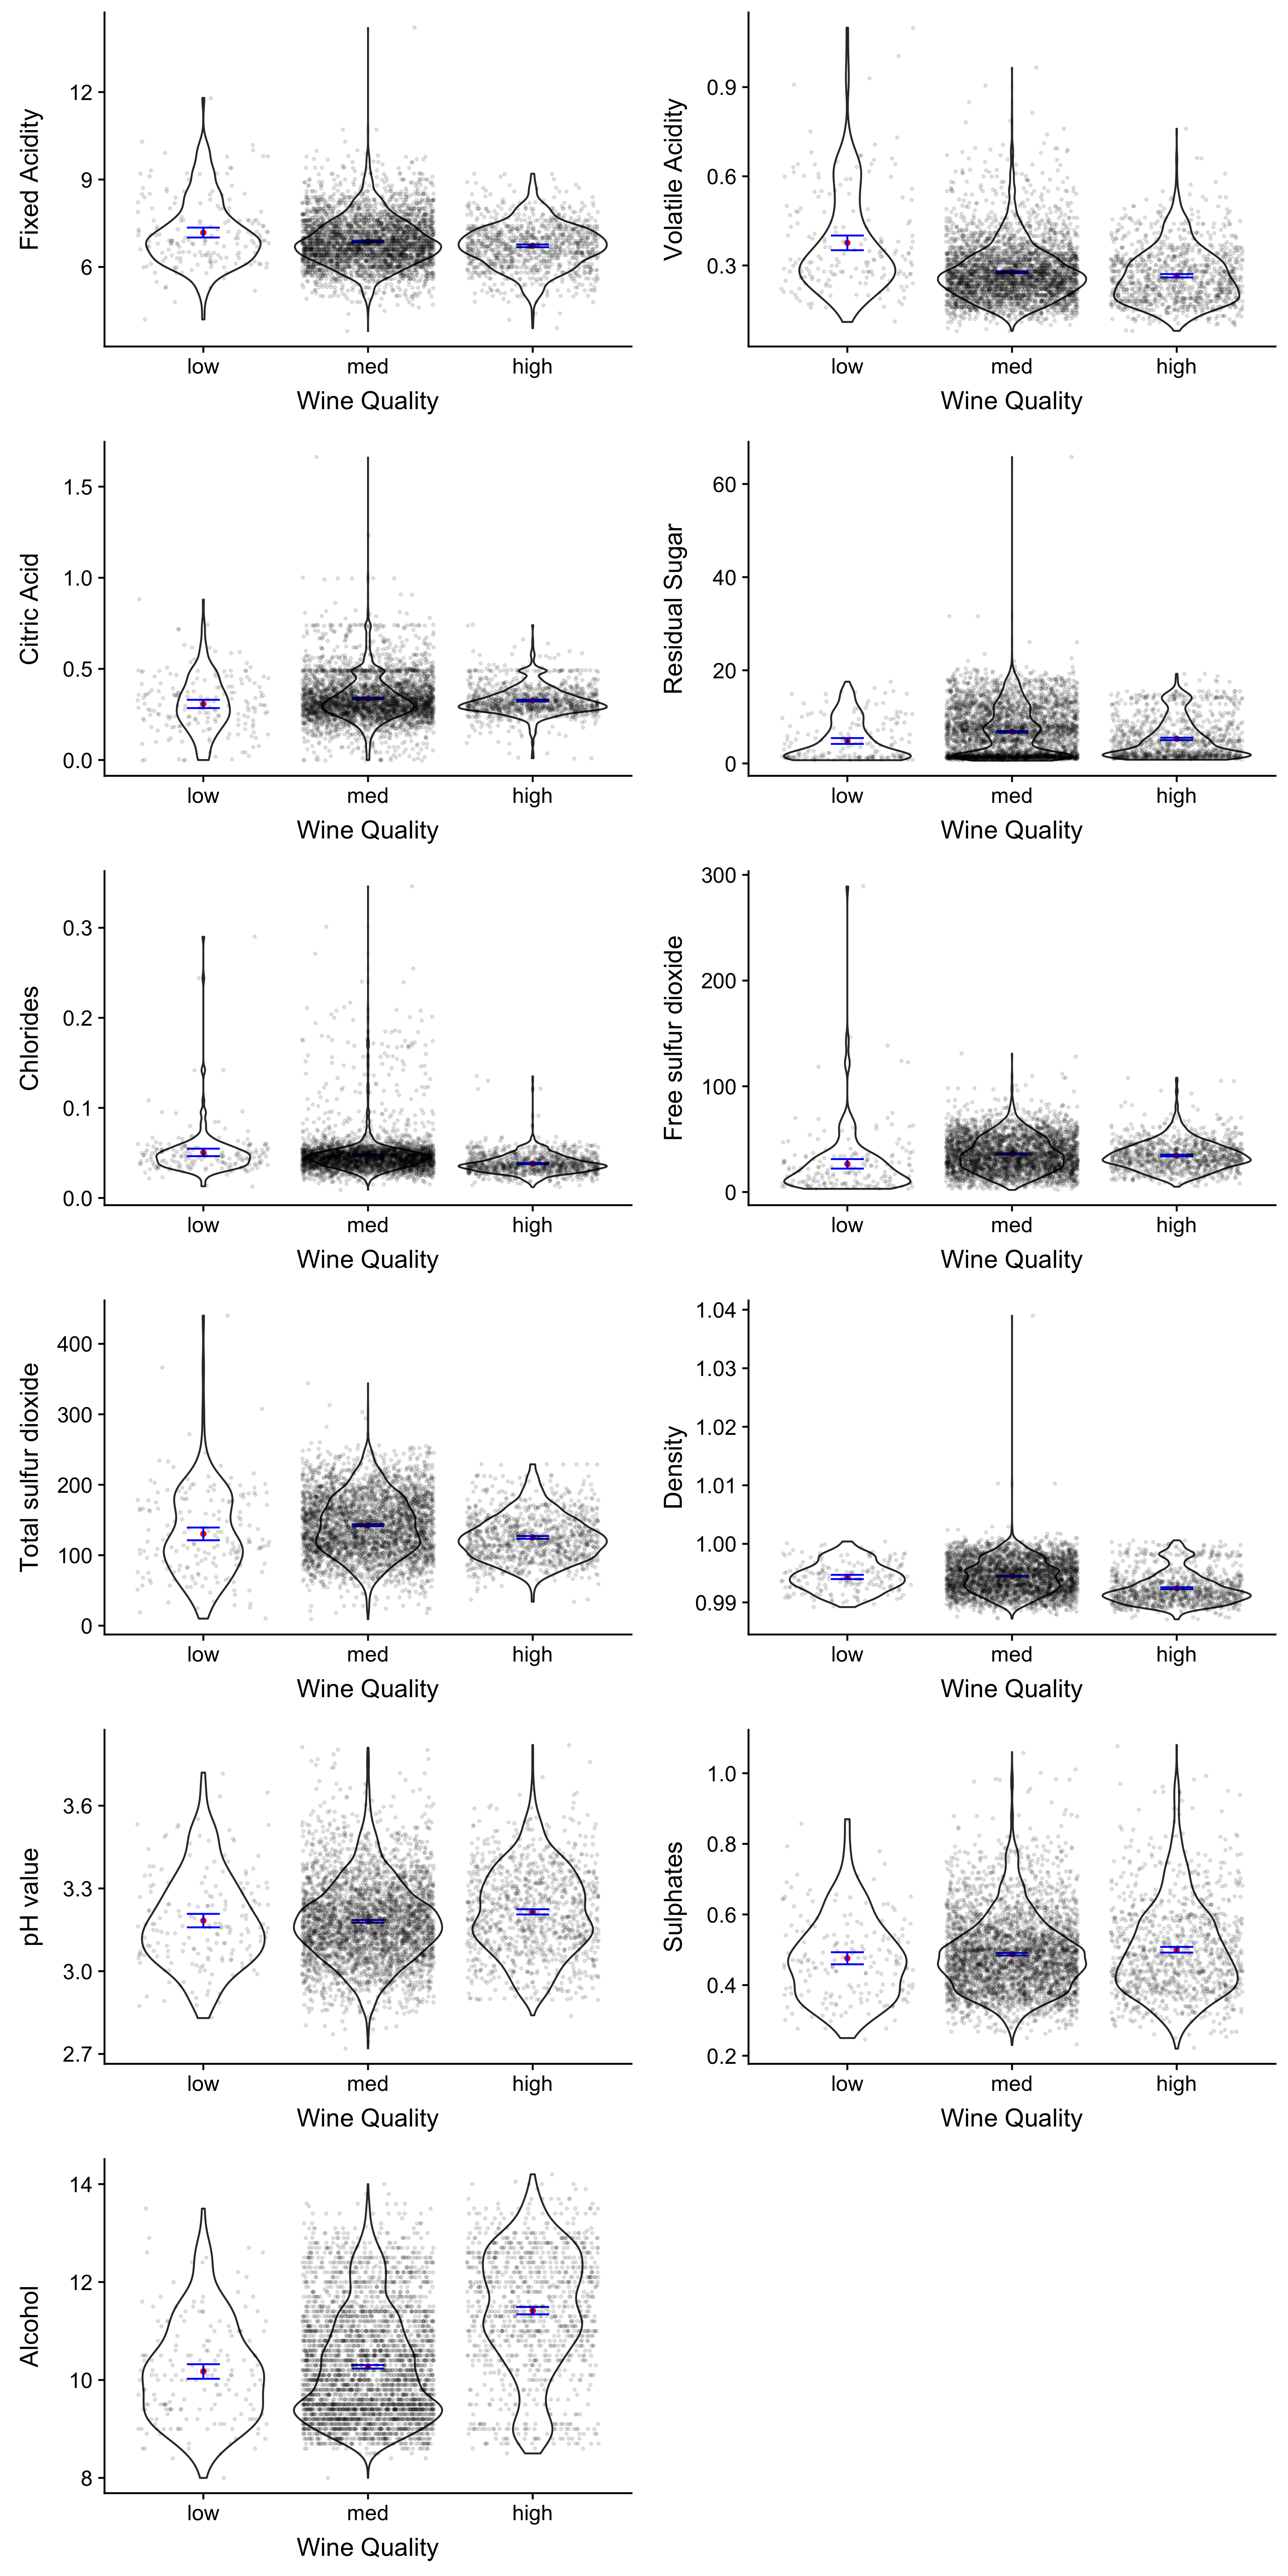 Fixed Acidity
12
9
6
low med high
Wine Quality
Volatile Acidity
0.9
0.6
0.3
low med high
Wine Quality
Citric Acid
1.5
1.0
0.5
0.0
low med high
Wine Quality
Residual Sugar
60
40
20
0
low med high
Wine Quality
Chlorides
0.3
0.2
0.1
0.0
low med high
Wine Quality
Free sulfur dioxide
300
200
100
0
low med high
Wine Quality
Total sulfur dioxide
400
300
200
100
0
low med high
Wine Quality
Density
1.04
1.03
1.02
1.01
1.00
0.99
low med high
Wine Quality
pH value
3.6
3.3
3.0
2.7
low med high
Wine Quality
Sulphates
1.0
0.8
0.6
0.4
0.2
low med high
Wine Quality
Alcohol
14
12
10
8
low med high
Wine Quality